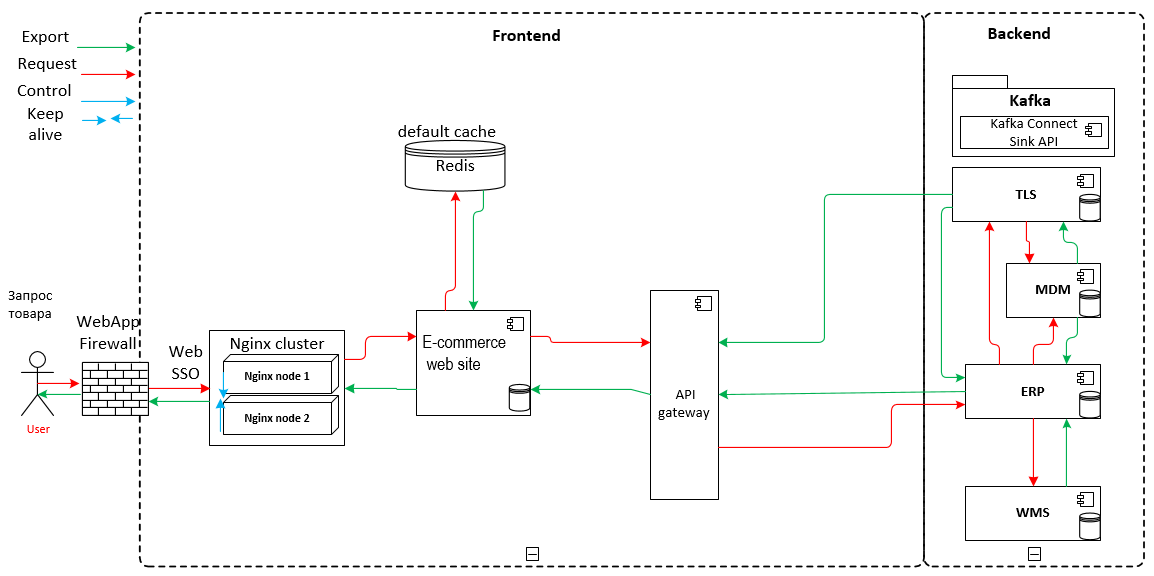 Export
Request
Control
Keep
alive
Frontend
Backend
Kafka
Kafka Connect
Sink API
default cache
Redis
TLS
MDM
Запрос
товара
WebApp
Firewall
Web
SSO
Nginx cluster
Nginx node 1
Nginx node 2
E-commerce
web site
API
gateway
ERP
User
WMS